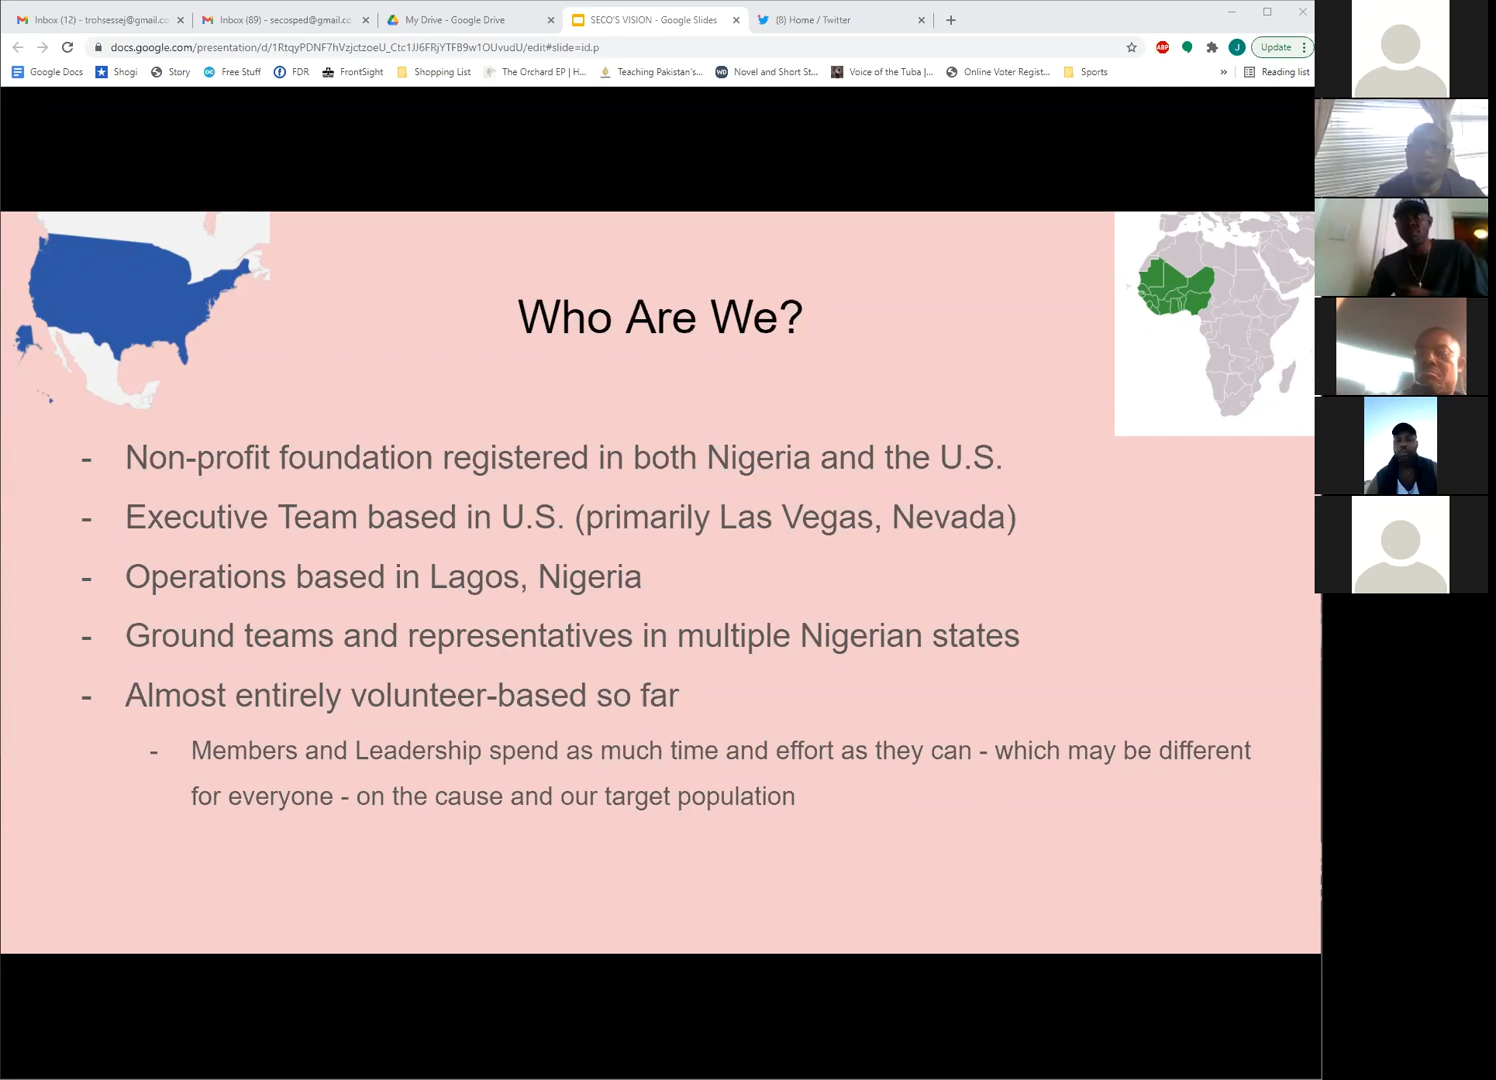 Inbox (12) - trohsessej@gmail.co
Inbox (89) - secosped@gmail.co
My Drive - Google Drive
SECO'S VISION - Google Slides
(8) Home / Twitter
docs.google.com/presentation/d/1RtqyPDNF7hVzjctzoeU_Ctc1JJ6FRjYTFB9w1OUvudU/edit#slide=id.p
ABP
J
Update
Google Docs
Shogi
Story
Free Stuff
FDR
FrontSight
Shopping List
The Orchard EP | H...
Teaching Pakistan's...
Novel and Short St...
Voice of the Tuba |...
Online Voter Regist...
Sports
»
Reading list
Who Are We?
- Non-profit foundation registered in both Nigeria and the U.S.
- Executive Team based in U.S. (primarily Las Vegas, Nevada)
- Operations based in Lagos, Nigeria
- Ground teams and representatives in multiple Nigerian states
- Almost entirely volunteer-based so far
- Members and Leadership spend as much time and effort as they can - which may be different
for everyone - on the cause and our target population